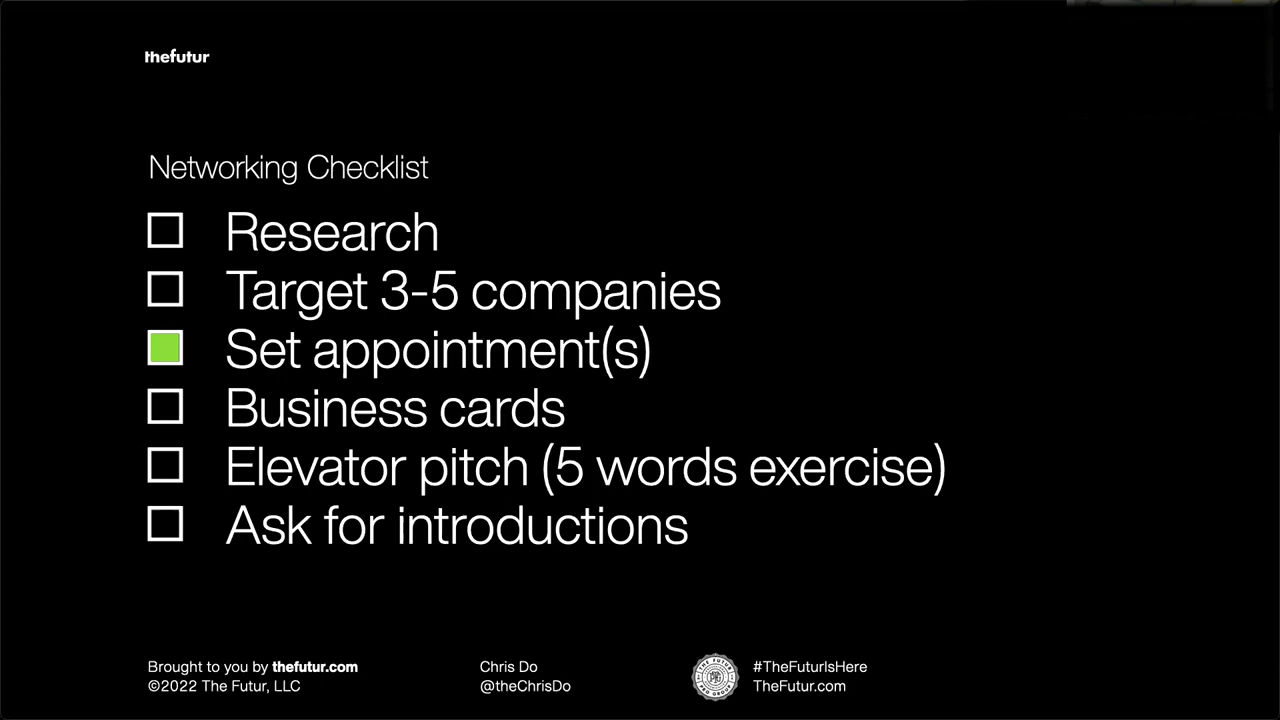 thefutur
Networking Checklist
Research
Target 3-5 companies
Set appointment(s)
Business cards
Elevator pitch (5 words exercise)
Ask for introductions
Brought to you by thefutur.com
©2022 The Futur, LLC
Chris Do
@theChrisDo
#TheFuturIsHere
TheFutur.com